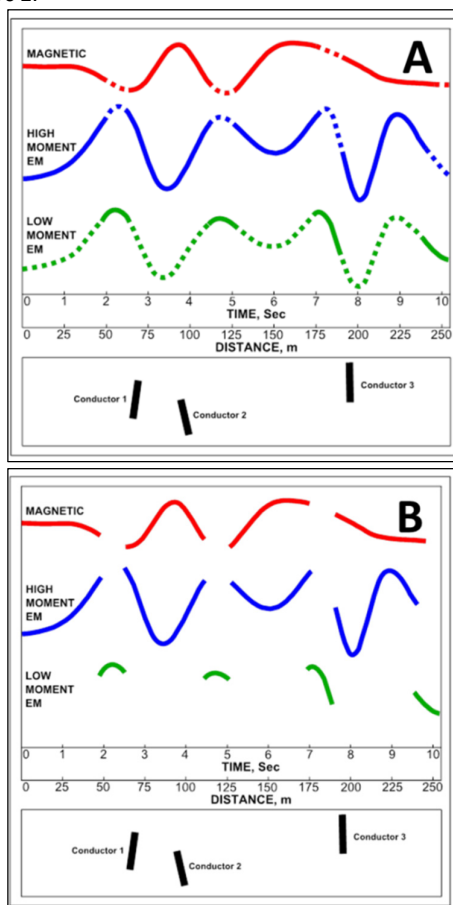 MAGNETIC
A
HIGH
MOMENT
EM
LOW
MOMENT
EM
0 1 2 3 4 5 6 7 8 9 10
TIME, Sec
0 25 50 75 100 125 150 175 200 225 250
DISTANCE, m
Conductor 1
Conductor 2
Conductor 3
MAGNETIC
B
HIGH
MOMENT
EM
LOW
MOMENT
EM
0 1 2 3 4 5 6 7 8 9 10
TIME, Sec
0 25 50 75 100 125 150 175 200 225 250
DISTANCE, m
Conductor 1
Conductor 2
Conductor 3